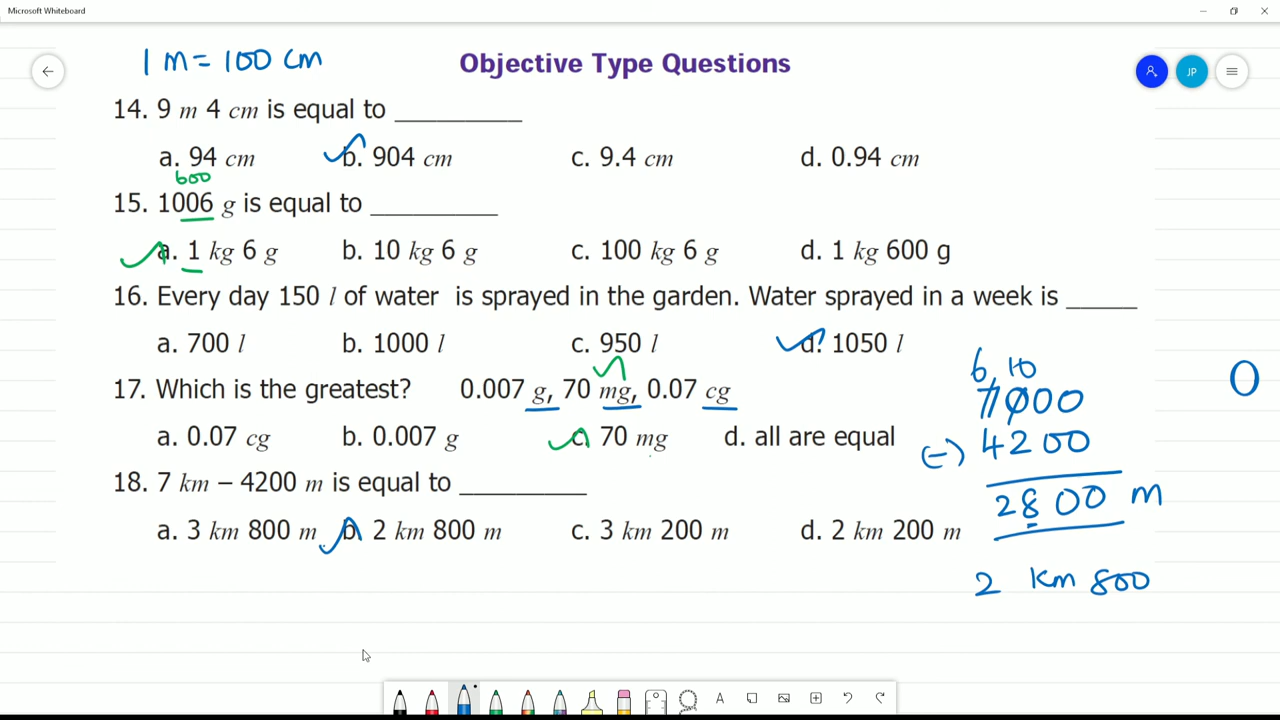 Microsoft Whiteboard
1 m = 100 cm
Objective Type Questions
JP
14. 9 m 4 cm is equal to _________
a. 94 cm b. 904 cm c. 9.4 cm d. 0.94 cm
600
15. 1006 g is equal to _________
a. 1 kg 6 g b. 10 kg 6 g c. 100 kg 6 g d. 1 kg 600 g
16. Every day 150 l of water is sprayed in the garden. Water sprayed in a week is _____
a. 700 l b. 1000 l c. 950 l d. 1050 l
17. Which is the greatest? 0.007 g, 70 mg, 0.07 cg
a. 0.07 cg b. 0.007 g c. 70 mg d. all are equal
18. 7 km – 4200 m is equal to _________
a. 3 km 800 m b. 2 km 800 m c. 3 km 200 m d. 2 km 200 m
6, 10
7000
(-) 4200
2800 m
2 km 800
0
A